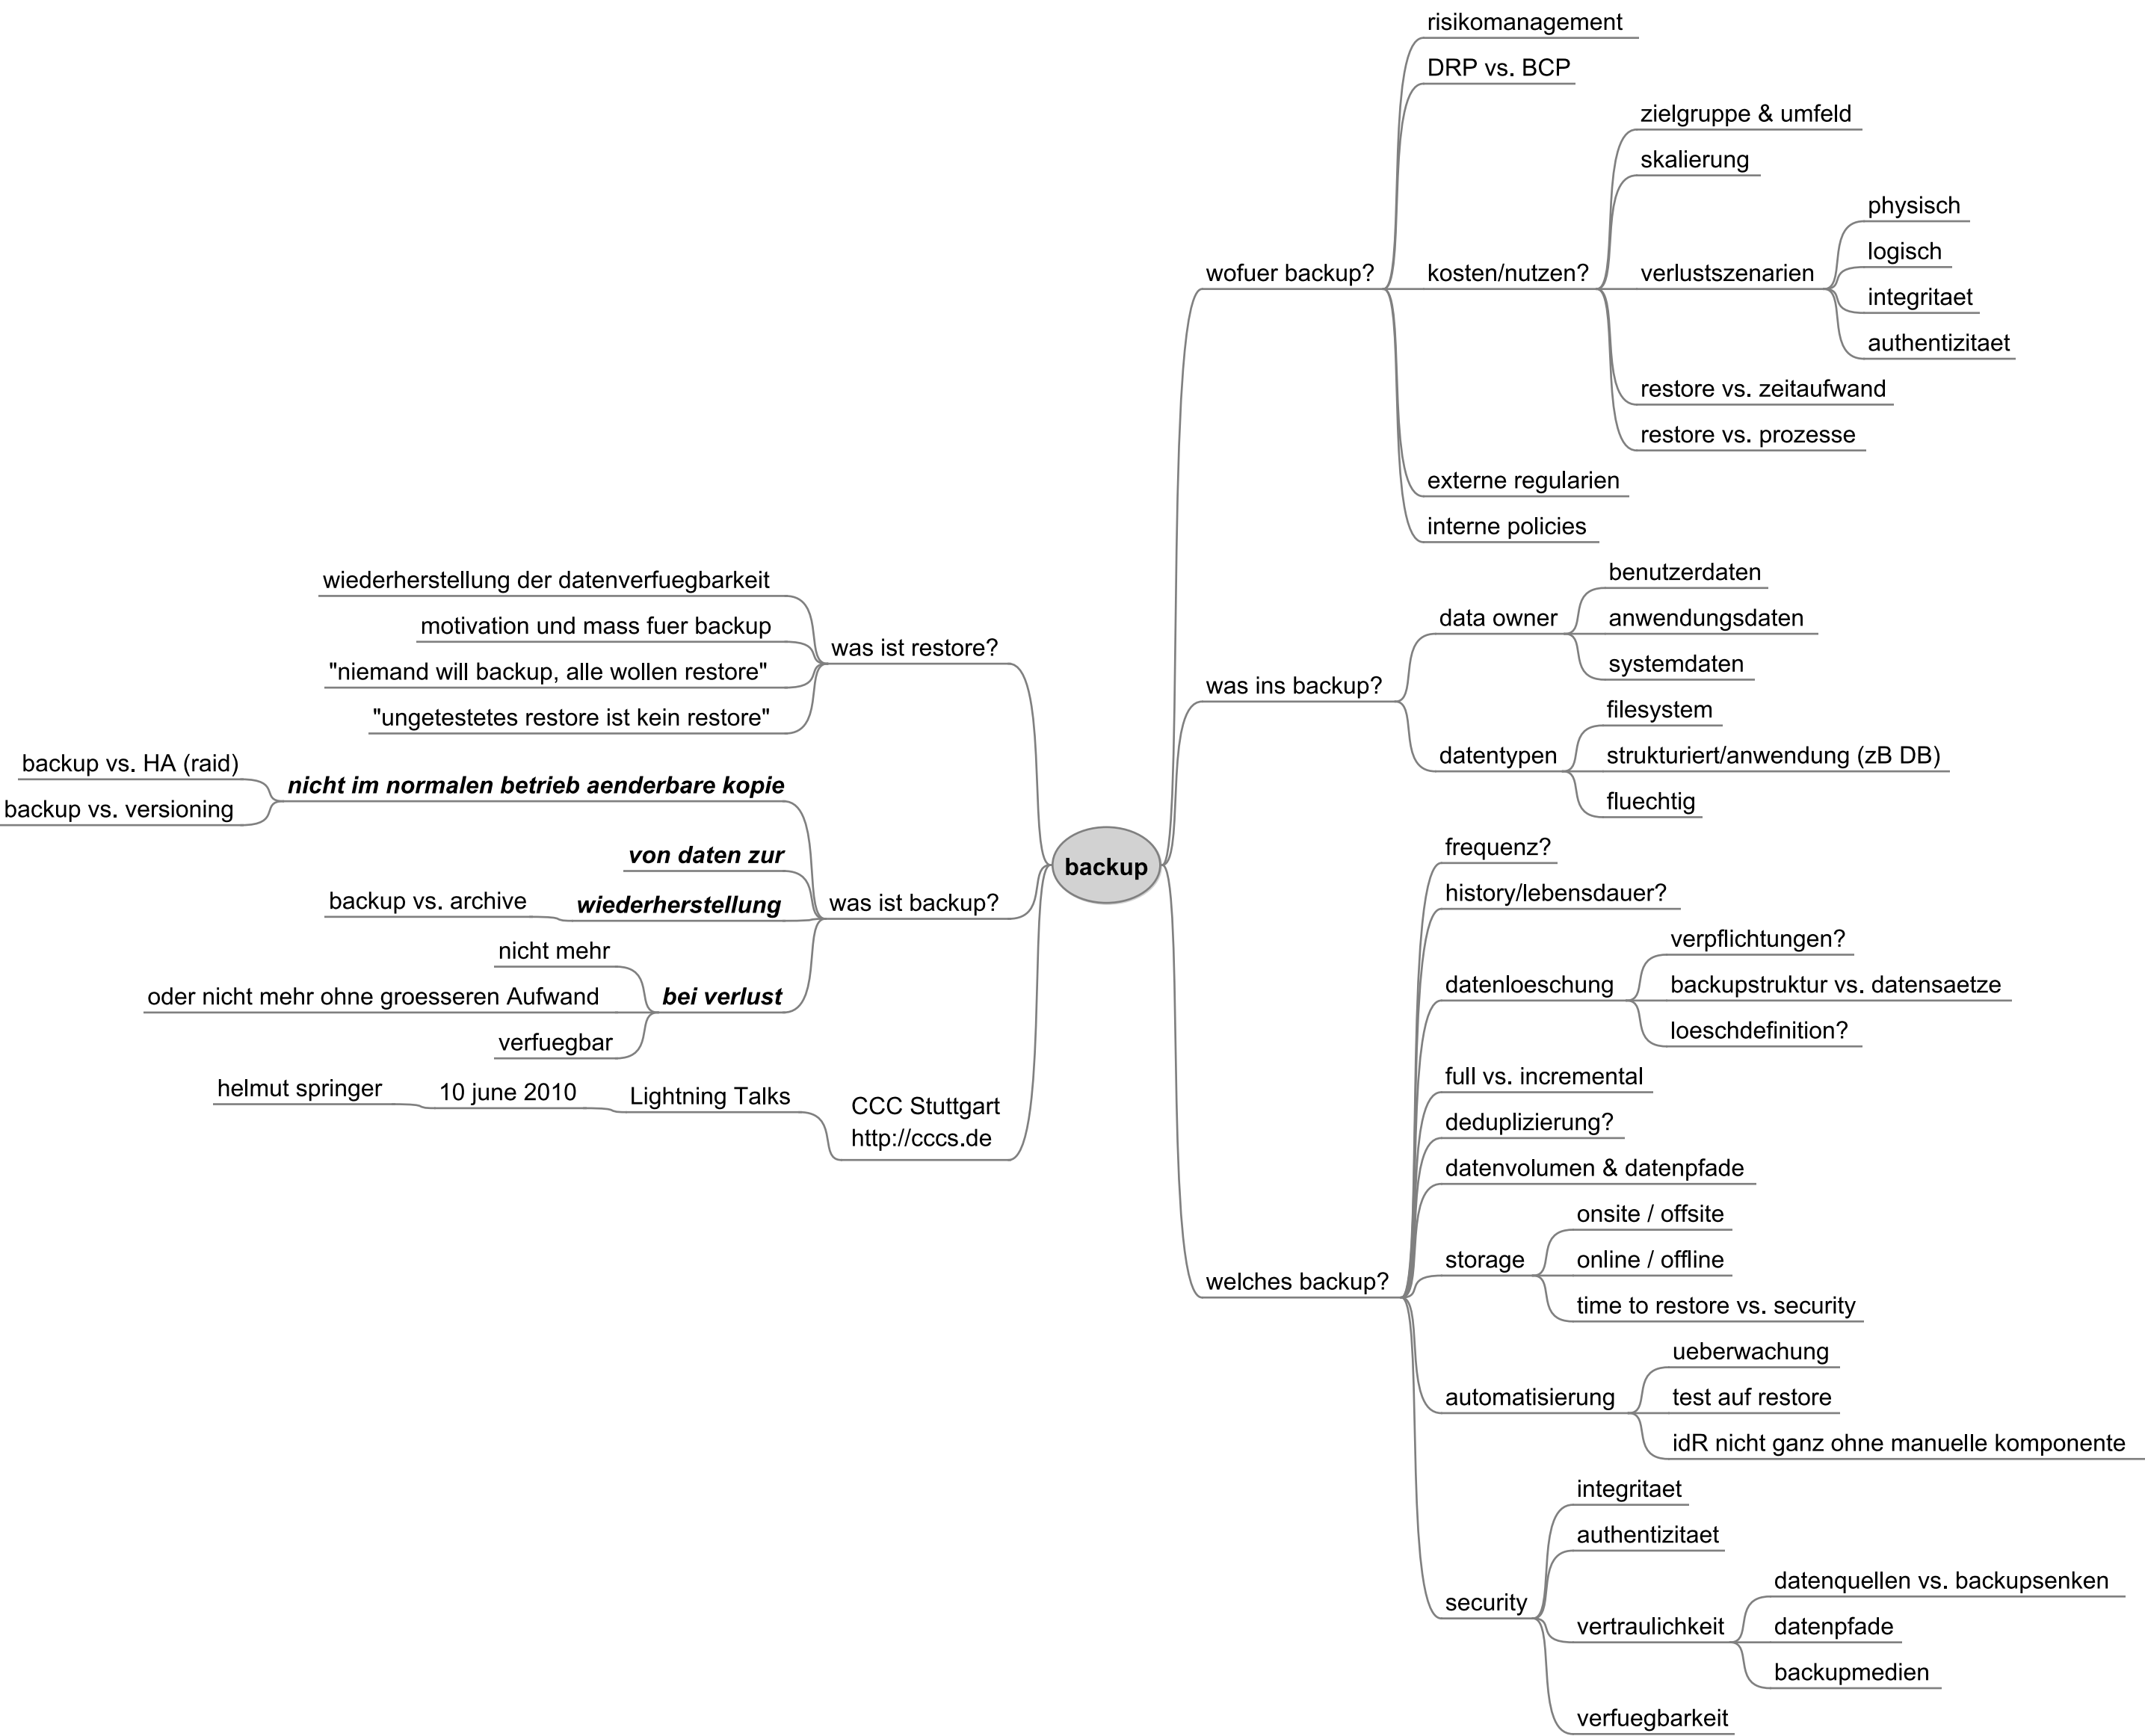 backup
was ist restore?
wiederherstellung der datenverfuegbarkeit
motivation und mass fuer backup
"niemand will backup, alle wollen restore"
"ungetestetes restore ist kein restore"
was ist backup?
nicht im normalen betrieb aenderbare kopie
backup vs. HA (raid)
backup vs. versioning
von daten zur
wiederherstellung
backup vs. archive
bei verlust
nicht mehr
oder nicht mehr ohne groesseren Aufwand
verfuegbar
CCC Stuttgart
http://cccs.de
Lightning Talks
10 june 2010
helmut springer
wofuer backup?
risikomanagement
DRP vs. BCP
kosten/nutzen?
zielgruppe & umfeld
skalierung
verlustszenarien
physisch
logisch
integritaet
authentizitaet
restore vs. zeitaufwand
restore vs. prozesse
externe regularien
interne policies
was ins backup?
data owner
benutzerdaten
anwendungsdaten
systemdaten
datentypen
filesystem
strukturiert/anwendung (zB DB)
fluechtig
welches backup?
frequenz?
history/lebensdauer?
datenloeschung
verpflichtungen?
backupstruktur vs. datensaetze
loeschdefinition?
full vs. incremental
deduplizierung?
datenvolumen & datenpfade
storage
onsite / offsite
online / offline
time to restore vs. security
automatisierung
ueberwachung
test auf restore
idR nicht ganz ohne manuelle komponente
security
integritaet
authentizitaet
vertraulichkeit
datenquellen vs. backupsenken
datenpfade
backupmedien
verfuegbarkeit